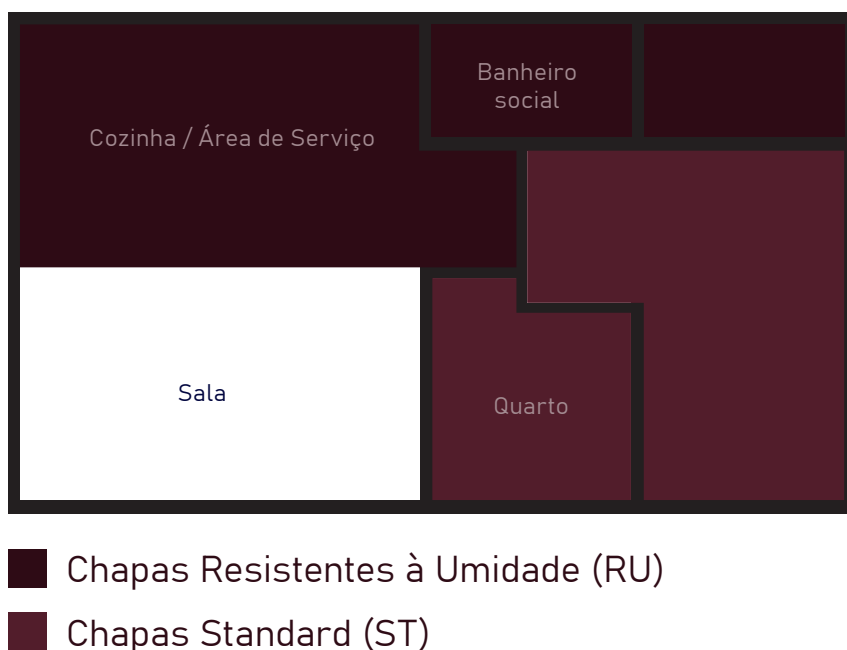 Banheiro
social
Cozinha / Área de Serviço
Sala
Quarto
Chapas Resistentes à Umidade (RU)
Chapas Standard (ST)